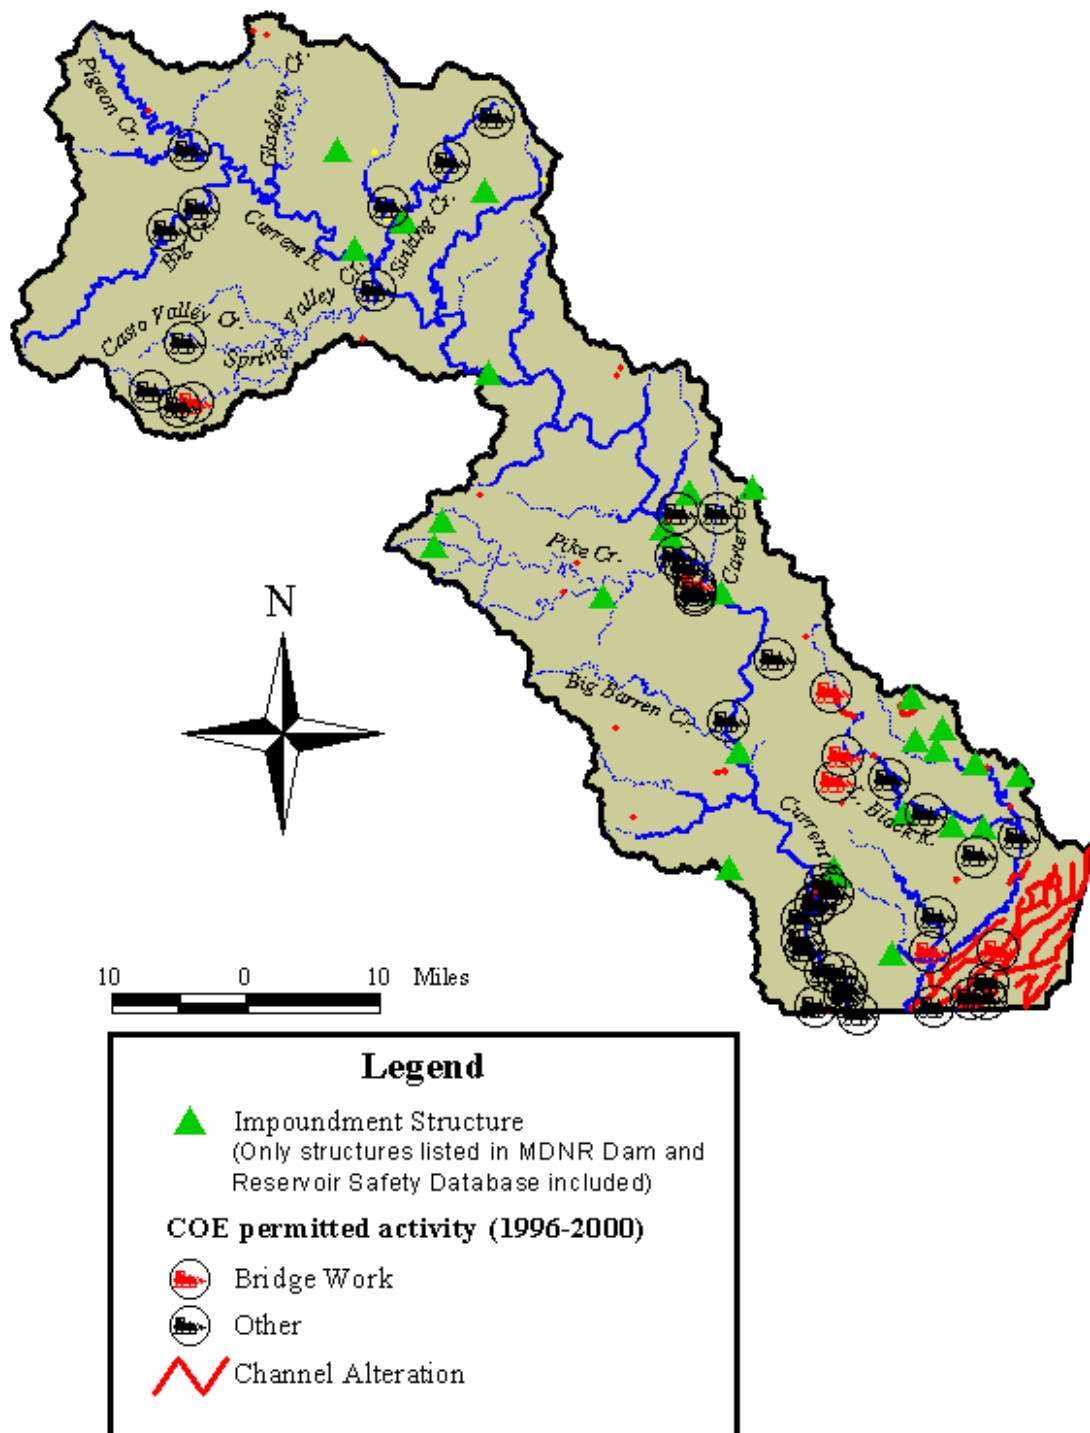 Pigeon Cr.
Gladden Cr.
Current R.
Sinking Cr.
Big Cr.
Casto Valley Cr.
Spring Valley Cr.
Pike Cr.
Carter Cr.
N
Big Barren Cr.
Current
Black R.
10 0 10 Miles
Legend
Impoundment Structure
(Only structures listed in MDNR Dam and
Reservoir Safety Database included)
COE permitted activity (1996-2000)
Bridge Work
Other
Channel Alteration